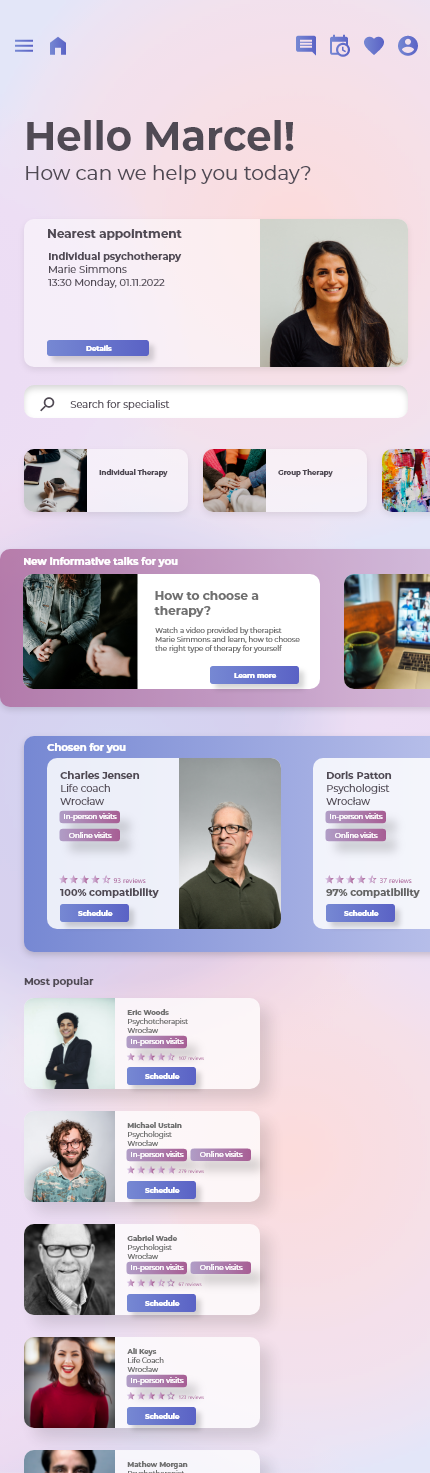 Hello Marcel!
How can we help you today?
Nearest appointment
Individual psychotherapy
Marie Simmons
13:30 Monday, 01.11.2022
Details
Search for specialist
Individual Therapy
Group Therapy
New informative talks for you
How to choose a
therapy?
Watch a video provided by therapist
Marie Simmons and learn, how to choose
the right type of therapy for yourself
Learn more
Chosen for you
Charles Jensen
Life coach
Wrocław
In-person visits
Online visits
93 reviews
100% compatibility
Schedule
Doris Patton
Psychologist
Wrocław
In-person visits
Online visits
37 reviews
97% compatibility
Schedule
Most popular
Eric Woods
Psychotcherapist
Wrocław
In-person visits
reviews
Schedule
Michael Ustain
Psychologist
Wrocław
In-person visits Online visits
reviews
Schedule
Gabriel Wade
Psychologist
Wrocław
In-person visits Online visits
67 reviews
Schedule
Ali Keys
Life Coach
Wrocław
In-person visits
reviews
Schedule
Mathew Morgan